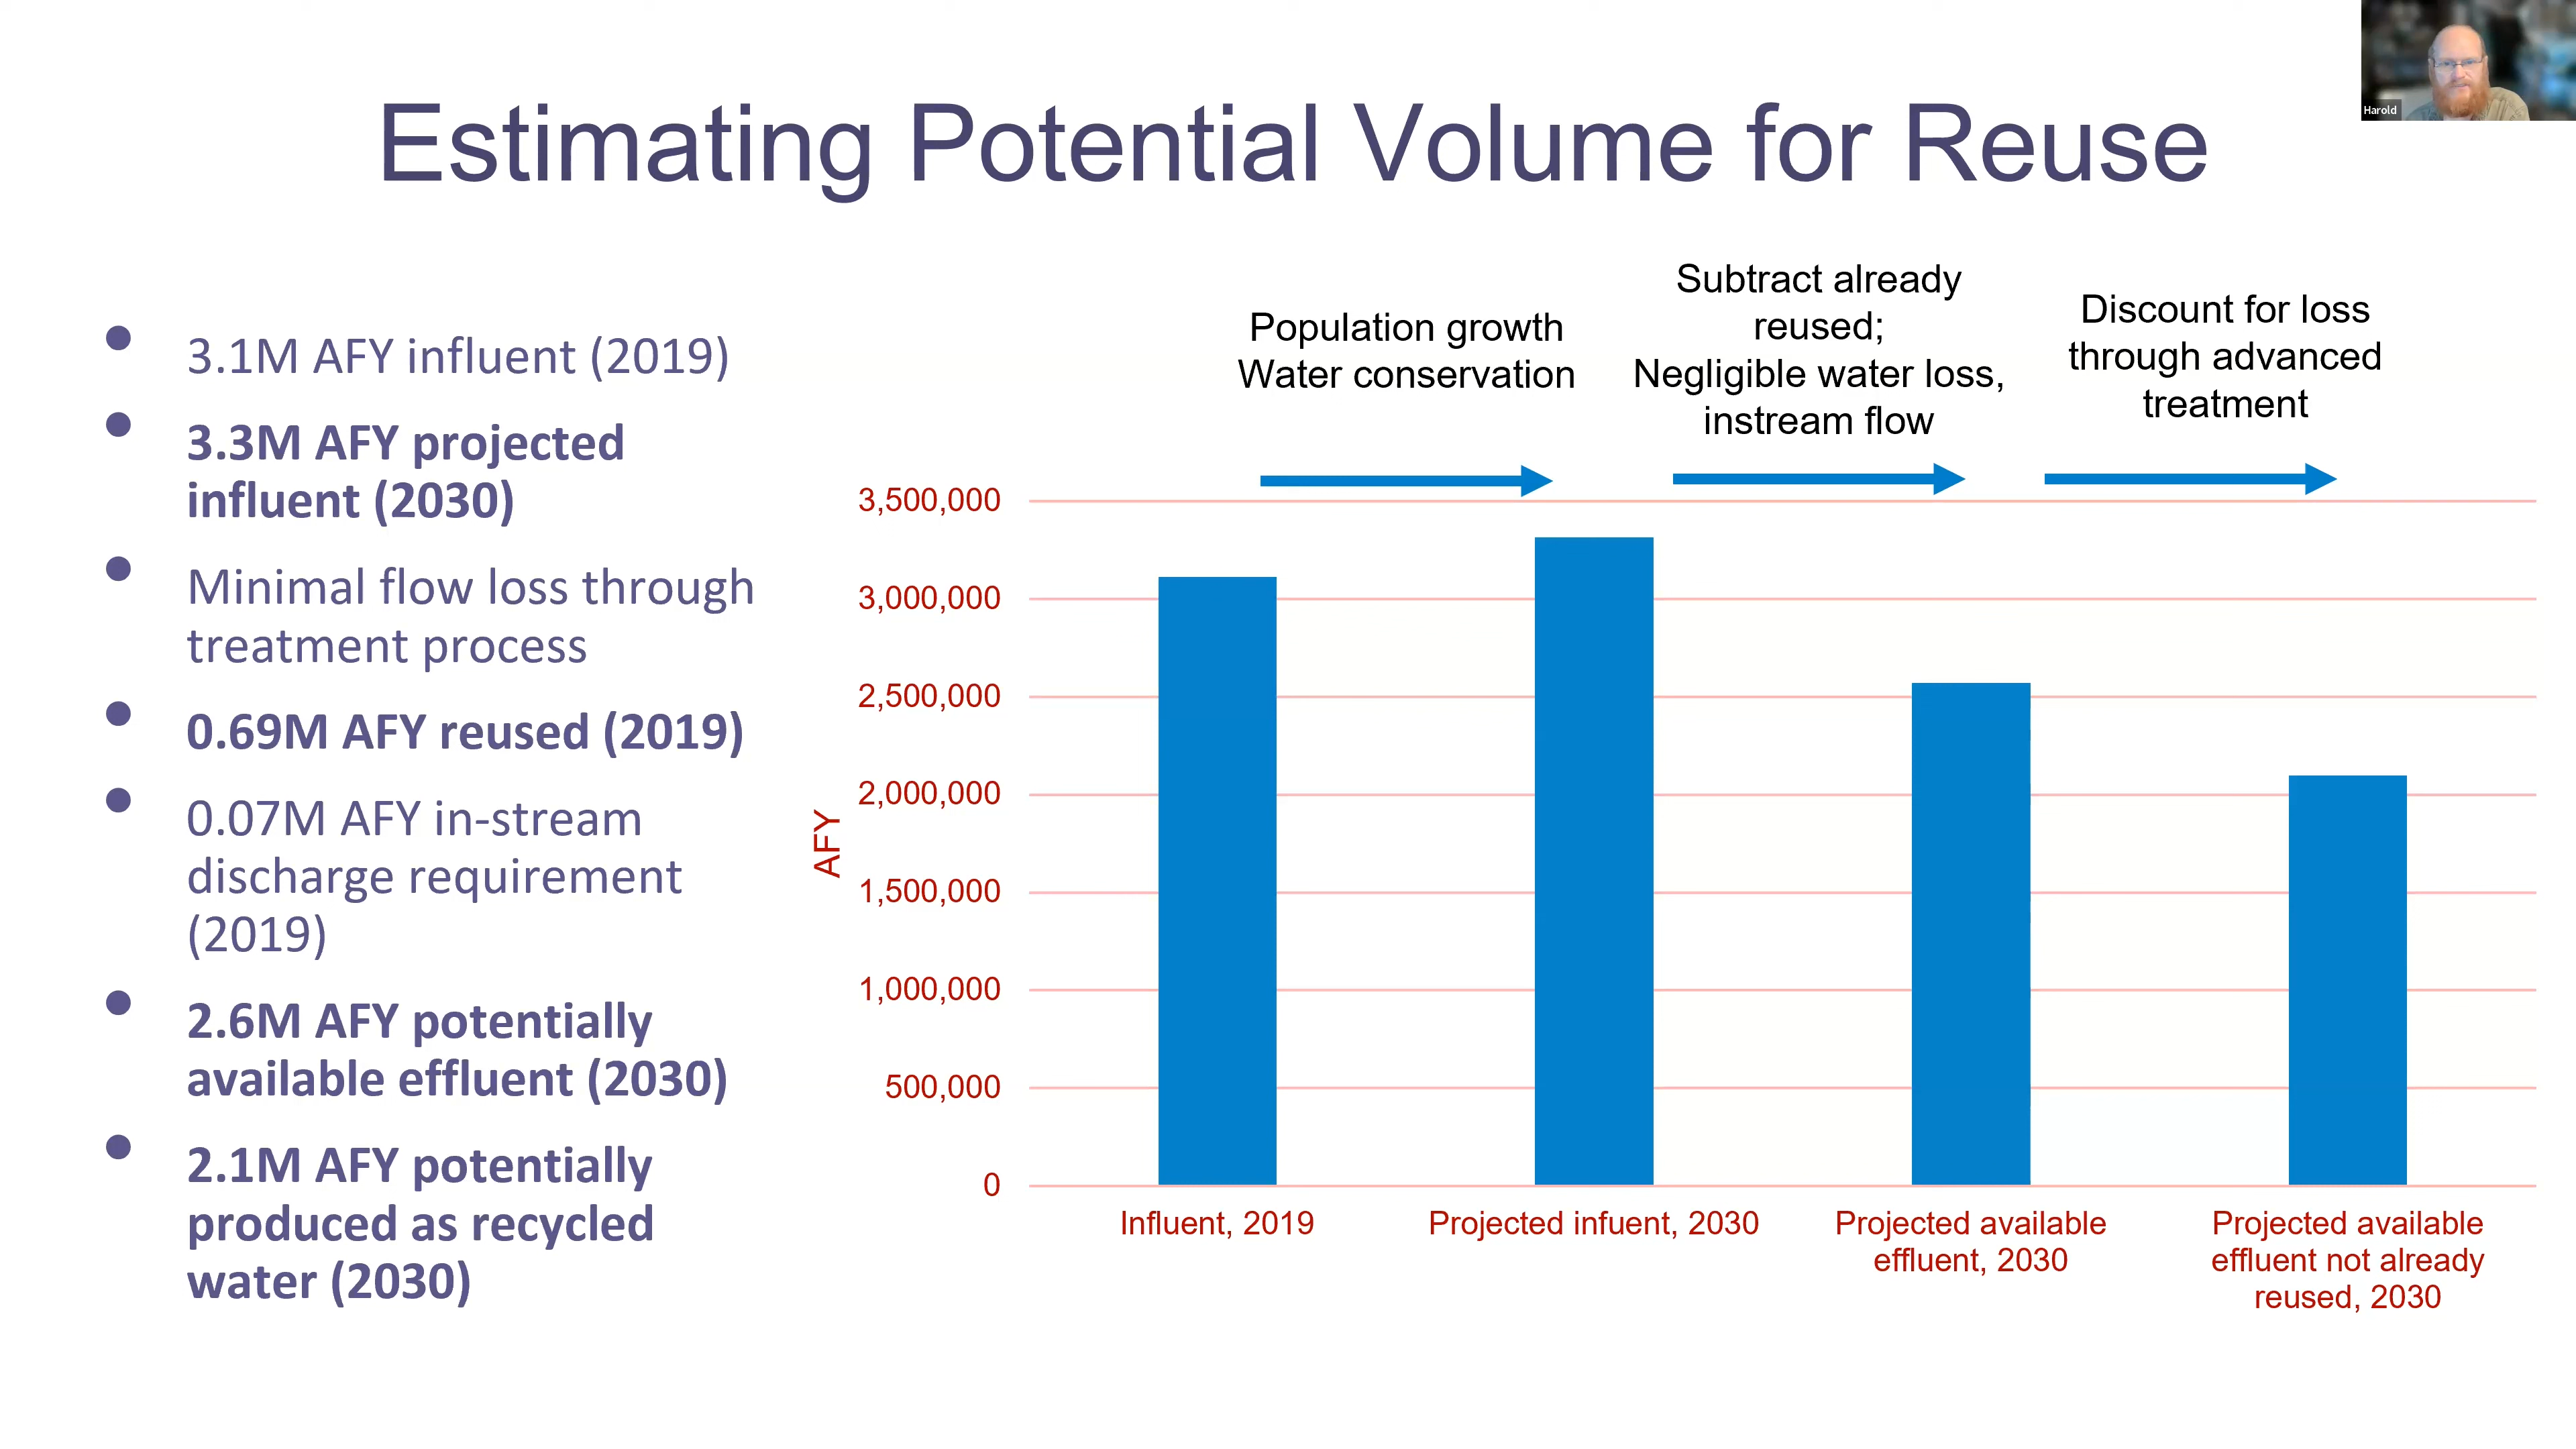 Harold
Estimating Potential Volume for Reuse
• 3.1M AFY influent (2019)
• 3.3M AFY projected
influent (2030)
• Minimal flow loss through
treatment process
• 0.69M AFY reused (2019)
• 0.07M AFY in-stream
discharge requirement
(2019)
• 2.6M AFY potentially
available effluent (2030)
• 2.1M AFY potentially
produced as recycled
water (2030)
Population growth
Water conservation
Subtract already
reused;
Negligible water loss,
instream flow
Discount for loss
through advanced
treatment
AFY
3,500,000
3,000,000
2,500,000
2,000,000
1,500,000
1,000,000
500,000
0
Influent, 2019
Projected infuent, 2030
Projected available
effluent, 2030
Projected available
effluent not already
reused, 2030